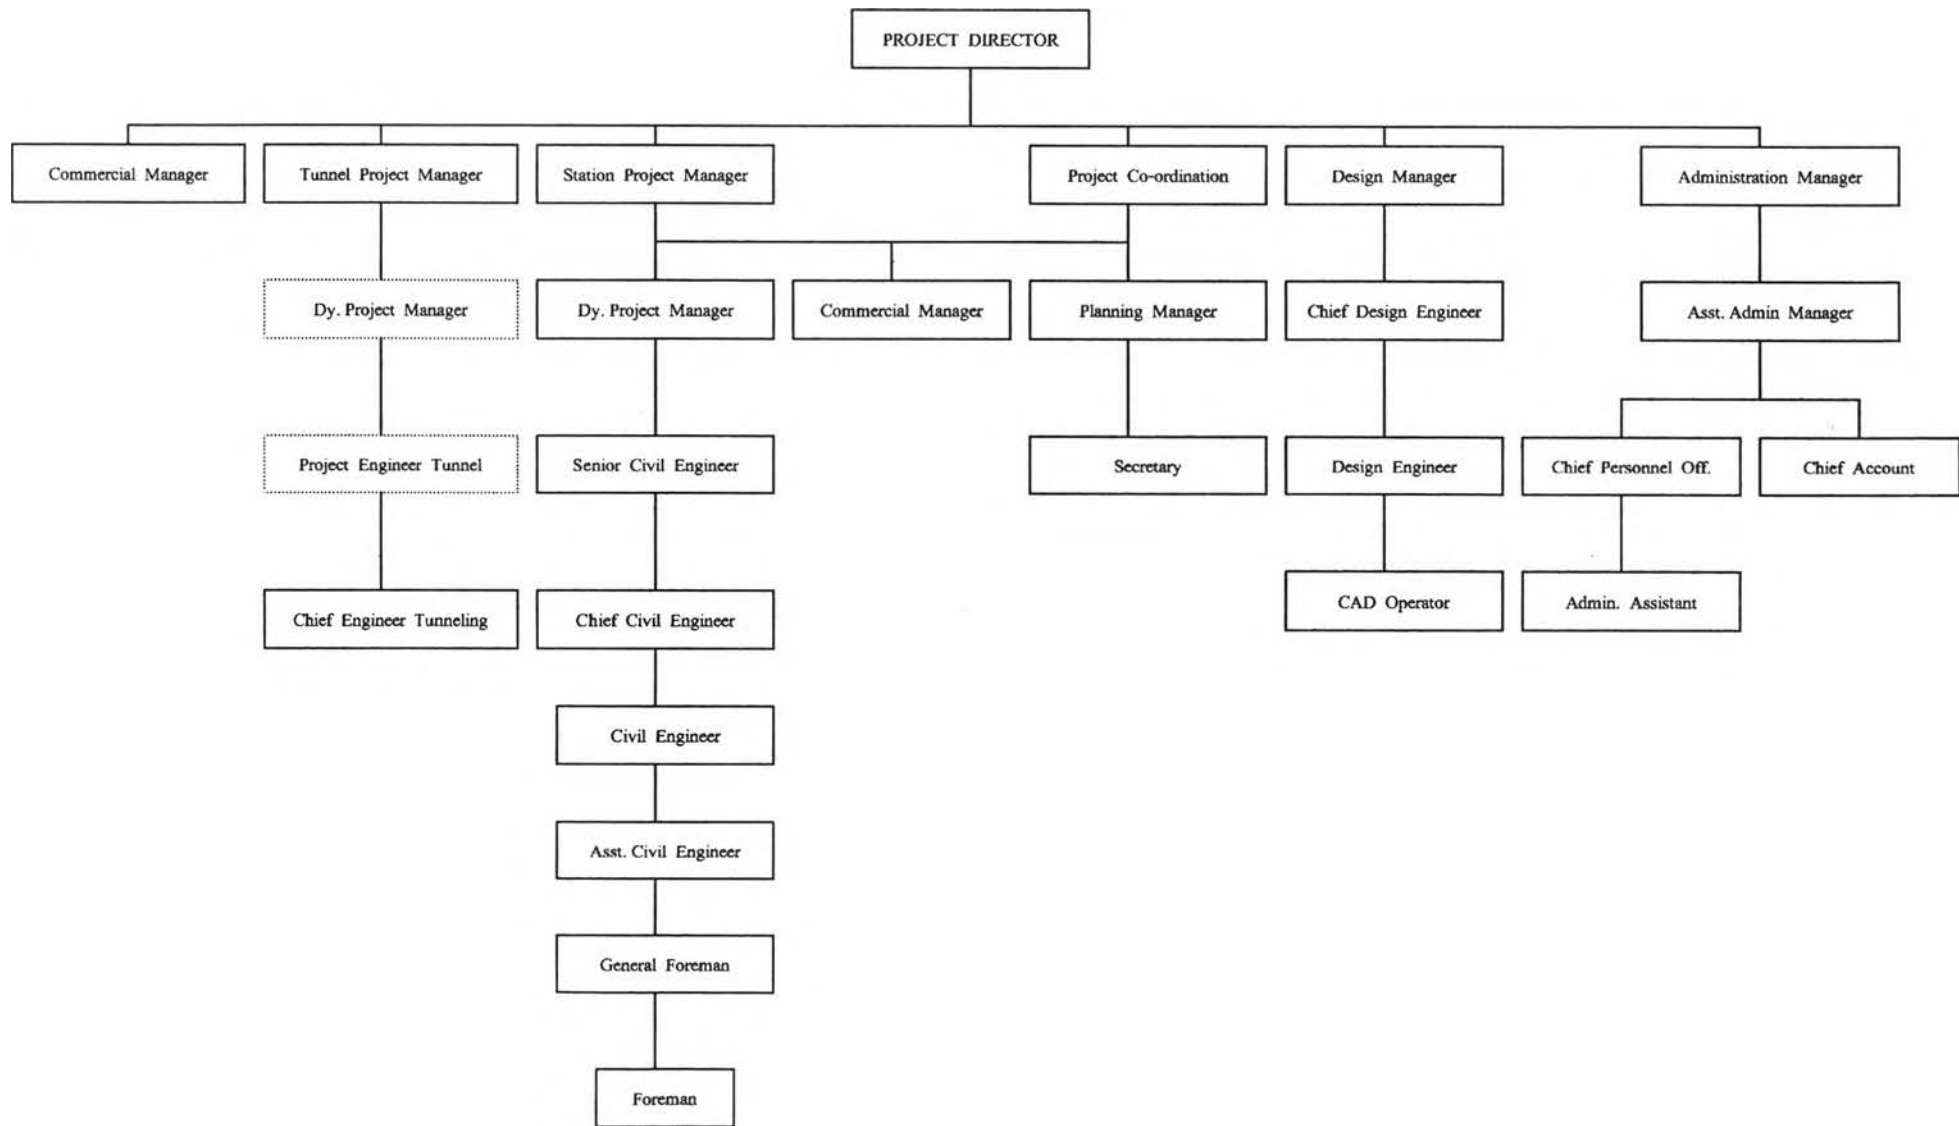 PROJECT DIRECTOR
Commercial Manager
Tunnel Project Manager
Station Project Manager
Project Co-ordination
Design Manager
Administration Manager
Dy. Project Manager
Dy. Project Manager
Commercial Manager
Planning Manager
Chief Design Engineer
Asst. Admin Manager
Project Engineer Tunnel
Senior Civil Engineer
Secretary
Design Engineer
Chief Personnel Off.
Chief Account
Chief Engineer Tunneling
Chief Civil Engineer
CAD Operator
Admin. Assistant
Civil Engineer
Asst. Civil Engineer
General Foreman
Foreman